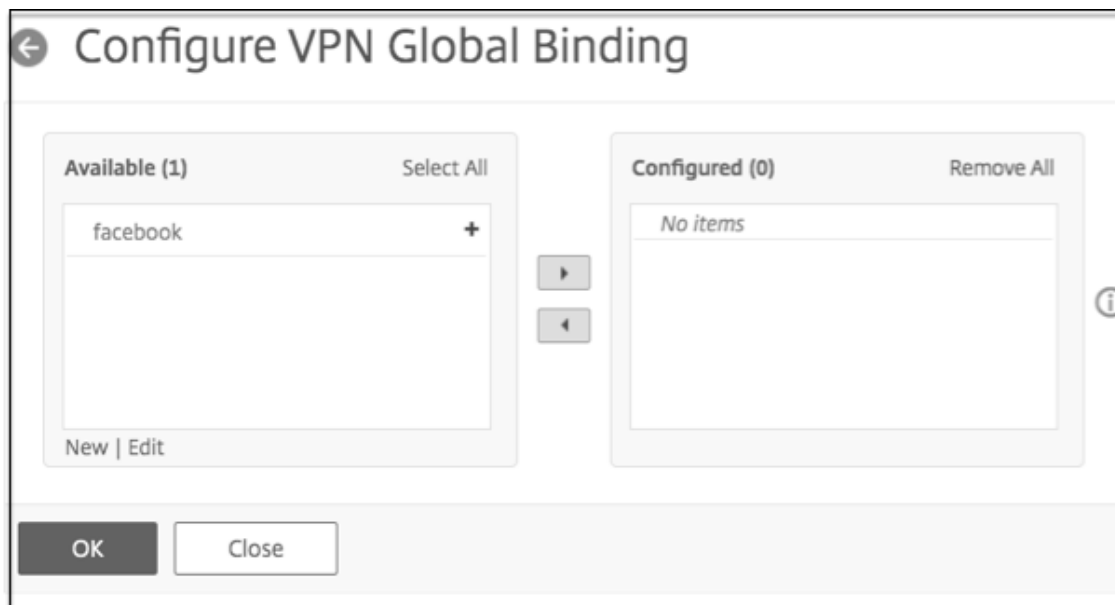 Configure VPN Global Binding
Available (1) Select All
facebook +
New | Edit
Configured (0) Remove All
No items
OK Close